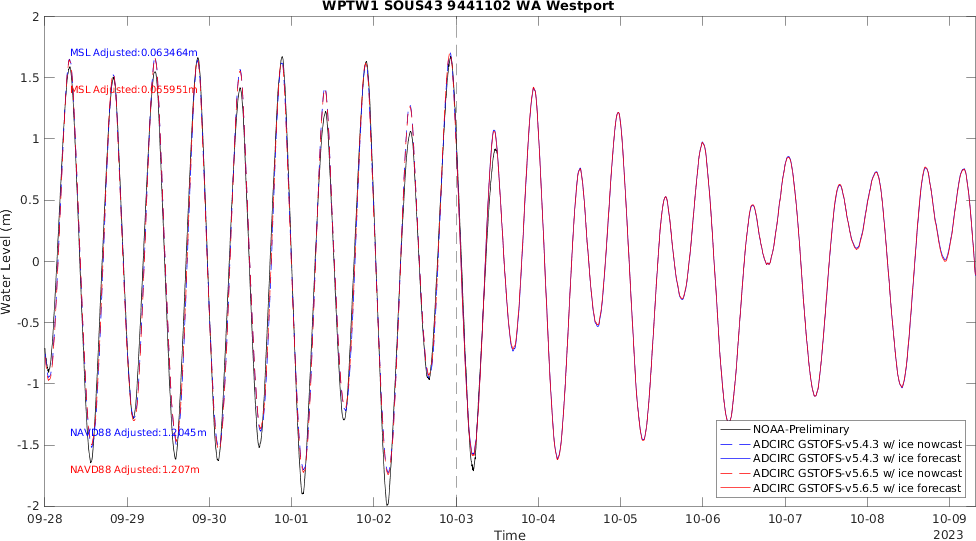 WPTW1 SOUS43 9441102 WA Westport
2
1.5
1
0.5
0
-0.5
-1
-1.5
-2
Water Level (m)
MSL Adjusted:0.063464m
MSL Adjusted:0.055951m
NAVD88 Adjusted:1.2045m
NAVD88 Adjusted:1.207m
NOAA-Preliminary
ADCIRC GSTOFS-v5.4.3 w/ ice nowcast
ADCIRC GSTOFS-v5.4.3 w/ ice forecast
ADCIRC GSTOFS-v5.6.5 w/ ice nowcast
ADCIRC GSTOFS-v5.6.5 w/ ice forecast
09-28 09-29 09-30 10-01 10-02 10-03 10-04 10-05 10-06 10-07 10-08 10-09
Time
2023